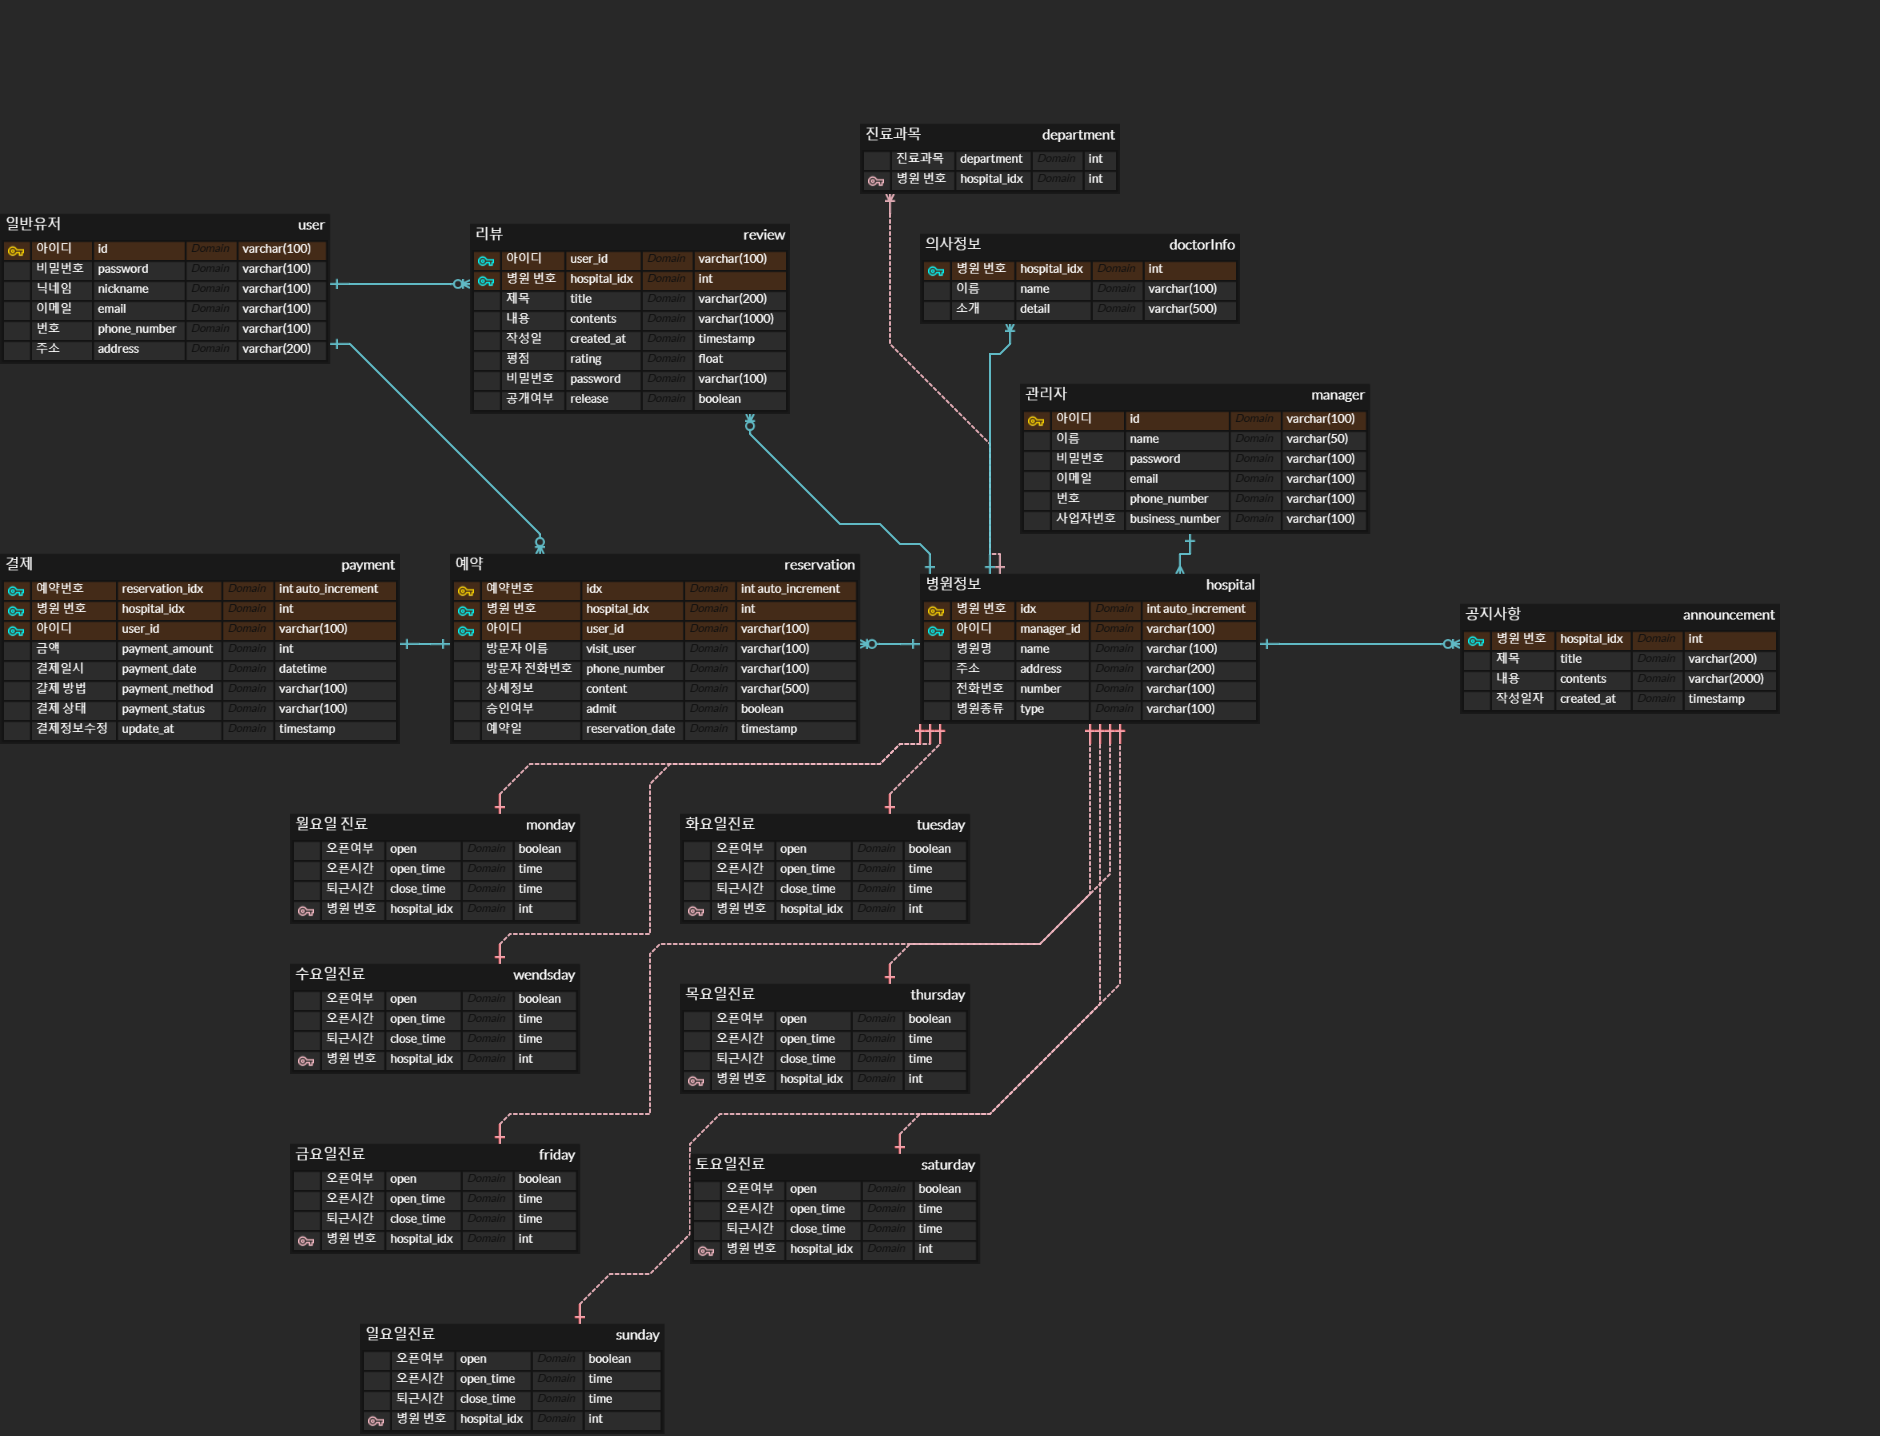 진료과목 department
진료과목 department Domain int
병원 번호 hospital_idx Domain int
일반유저 user
아이디 id Domain varchar(100)
비밀번호 password Domain varchar(100)
닉네임 nickname Domain varchar(100)
이메일 email Domain varchar(100)
번호 phone_number Domain varchar(100)
주소 address Domain varchar(200)
리뷰 review
아이디 user_id Domain varchar(100)
병원 번호 hospital_idx Domain int
제목 title Domain varchar(200)
내용 contents Domain varchar(1000)
작성일 created_at Domain timestamp
평점 rating Domain float
비밀번호 password Domain varchar(100)
공개여부 release Domain boolean
의사정보 doctorInfo
병원 번호 hospital_idx Domain int
이름 name Domain varchar(100)
소개 detail Domain varchar(500)
관리자 manager
아이디 id Domain varchar(100)
이름 name Domain varchar(50)
비밀번호 password Domain varchar(100)
이메일 email Domain varchar(100)
번호 phone_number Domain varchar(100)
사업자번호 business_number Domain varchar(100)
결제 payment
예약번호 reservation_idx Domain int auto_increment
병원 번호 hospital_idx Domain int
아이디 user_id Domain varchar(100)
금액 payment_amount Domain int
결제일시 payment_date Domain datetime
결제 방법 payment_method Domain varchar(100)
결제 상태 payment_status Domain varchar(100)
결제정보수정 update_at Domain timestamp
예약 reservation
예약번호 idx Domain int auto_increment
병원 번호 hospital_idx Domain int
아이디 user_id Domain varchar(100)
방문자 이름 visit_user Domain varchar(100)
방문자 전화번호 phone_number Domain varchar(100)
상세정보 content Domain varchar(500)
승인여부 admit Domain boolean
예약일 reservation_date Domain timestamp
병원정보 hospital
병원 번호 idx Domain int auto_increment
아이디 manager_id Domain varchar(100)
병원명 name Domain varchar (100)
주소 address Domain varchar(200)
전화번호 number Domain varchar(100)
병원종류 type Domain varchar(100)
공지사항 announcement
병원 번호 hospital_idx Domain int
제목 title Domain varchar(200)
내용 contents Domain varchar(2000)
작성일자 created_at Domain timestamp
월요일 진료 monday
오픈여부 open Domain boolean
오픈시간 open_time Domain time
퇴근시간 close_time Domain time
병원 번호 hospital_idx Domain int
화요일진료 tuesday
오픈여부 open Domain boolean
오픈시간 open_time Domain time
퇴근시간 close_time Domain time
병원 번호 hospital_idx Domain int
수요일진료 wendsday
오픈여부 open Domain boolean
오픈시간 open_time Domain time
퇴근시간 close_time Domain time
병원 번호 hospital_idx Domain int
목요일진료 thursday
오픈여부 open Domain boolean
오픈시간 open_time Domain time
퇴근시간 close_time Domain time
병원 번호 hospital_idx Domain int
금요일진료 friday
오픈여부 open Domain boolean
오픈시간 open_time Domain time
퇴근시간 close_time Domain time
병원 번호 hospital_idx Domain int
토요일진료 saturday
오픈여부 open Domain boolean
오픈시간 open_time Domain time
퇴근시간 close_time Domain time
병원 번호 hospital_idx Domain int
일요일진료 sunday
오픈여부 open Domain boolean
오픈시간 open_time Domain time
퇴근시간 close_time Domain time
병원 번호 hospital_idx Domain int